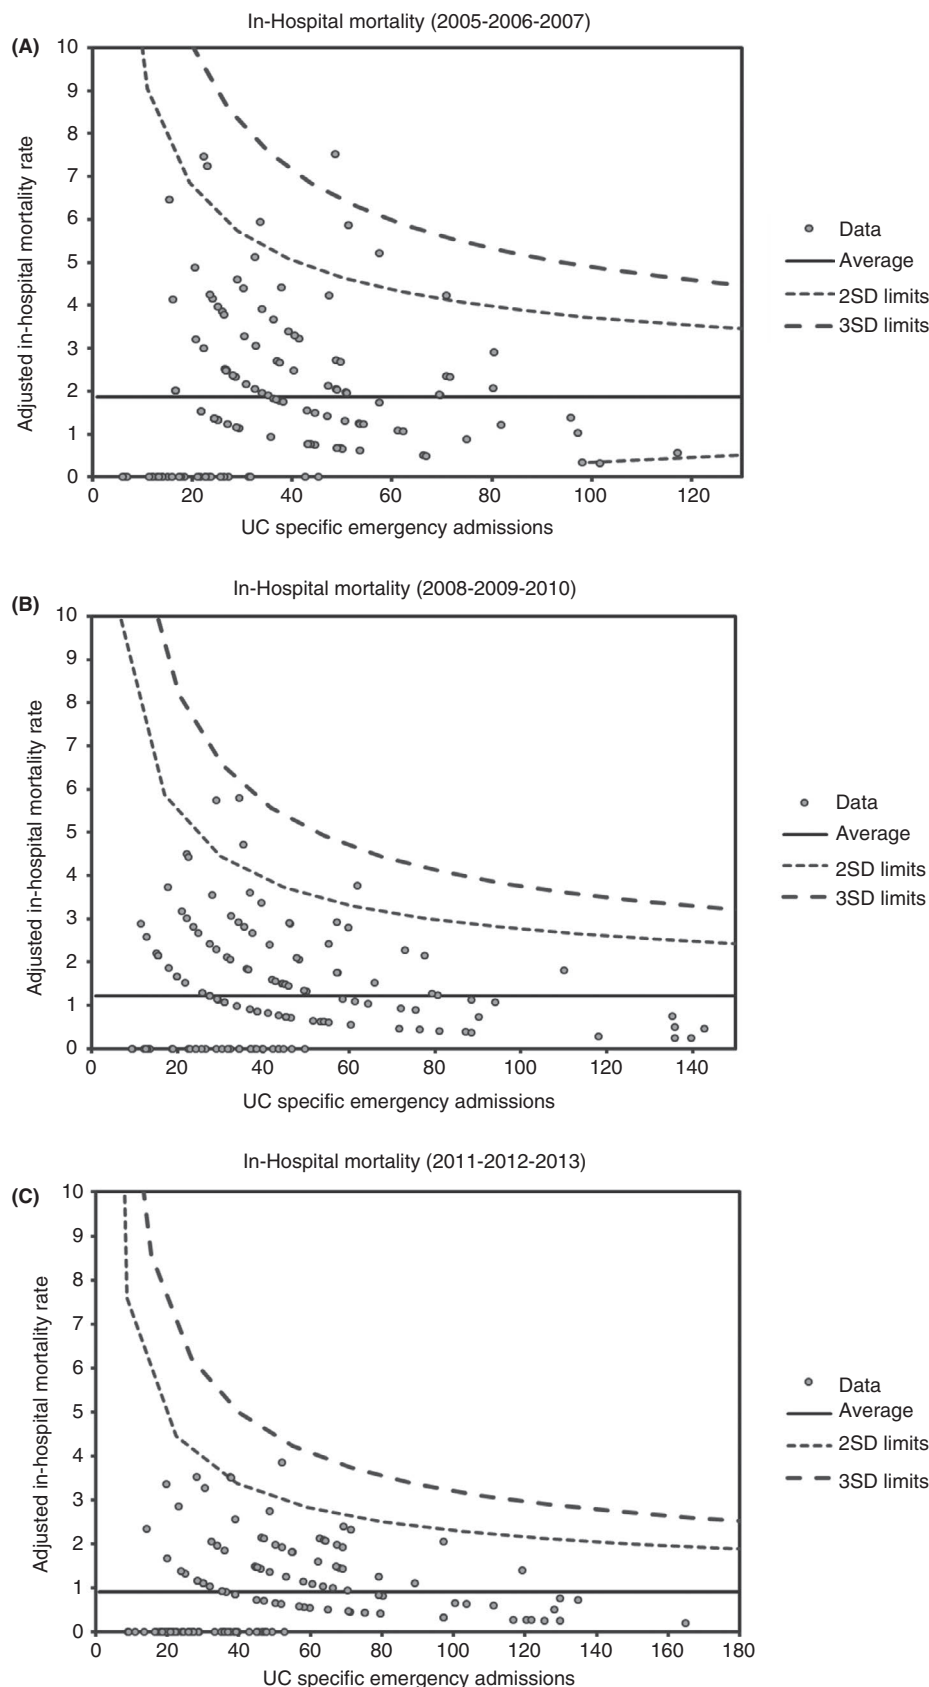 In-Hospital mortality (2005-2006-2007)
(A)
10
9
8
7
6
5
4
3
2
1
0
Adjusted in-hospital mortality rate
0 20 40 60 80 100 120
UC specific emergency admissions
Data
Average
2SD limits
3SD limits
In-Hospital mortality (2008-2009-2010)
(B)
10
9
8
7
6
5
4
3
2
1
0
Adjusted in-hospital mortality rate
0 20 40 60 80 100 120 140
UC specific emergency admissions
Data
Average
2SD limits
3SD limits
In-Hospital mortality (2011-2012-2013)
(C)
10
9
8
7
6
5
4
3
2
1
0
Adjusted in-hospital mortality rate
0 20 40 60 80 100 120 140 160 180
UC specific emergency admissions
Data
Average
2SD limits
3SD limits